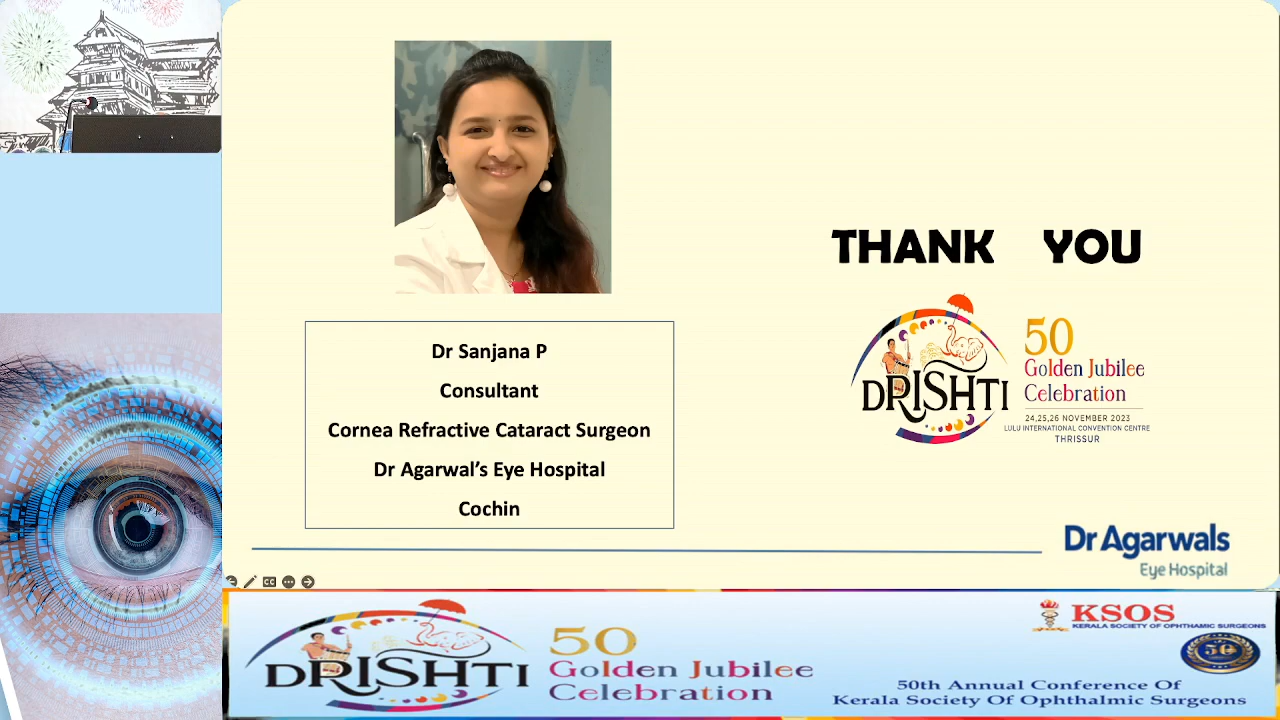 THANK YOU
Dr Sanjana P
Consultant
Cornea Refractive Cataract Surgeon
Dr Agarwal’s Eye Hospital
Cochin
DRISHTI
50
Golden Jubilee
Celebration
24,25,26 NOVEMBER 2023
LULU INTERNATIONAL CONVENTION CENTRE
THRISSUR
Dr Agarwals
Eye Hospital
CC
DRISHTI
50
Golden Jubilee
Celebration
KSOS
KERALA SOCIETY OF OPHTHAMIC SURGEONS
50
50th Annual Conference Of
Kerala Society Of Ophthalmic Surgeons